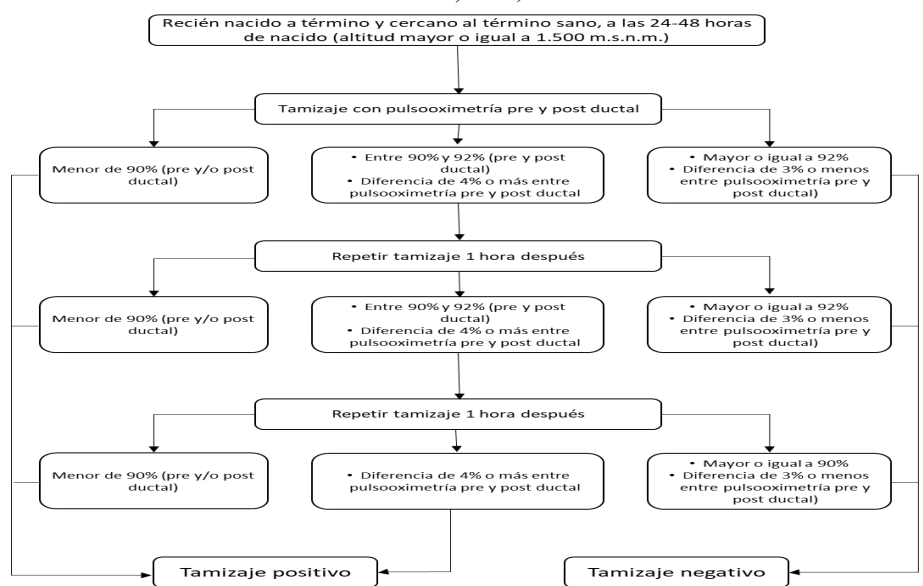 Recién nacido a término y cercano al término sano, a las 24-48 horas
de nacido (altitud mayor o igual a 1.500 m.s.n.m.)
Tamizaje con pulsooximetría pre y post ductal
Menor de 90% (pre y/o post
ductal)
• Entre 90% y 92% (pre y post
ductal)
• Diferencia de 4% o más entre
pulsooximetría pre y post ductal
• Mayor o igual a 92%
• Diferencia de 3% o menos
entre pulsooximetría pre y
post ductal)
Repetir tamizaje 1 hora después
Menor de 90% (pre y/o post
ductal)
• Entre 90% y 92% (pre y post
ductal)
• Diferencia de 4% o más entre
pulsooximetría pre y post ductal
• Mayor o igual a 92%
• Diferencia de 3% o menos
entre pulsooximetría pre y
post ductal)
Repetir tamizaje 1 hora después
Menor de 90% (pre y/o post
ductal)
• Diferencia de 4% o más entre
pulsooximetría pre y post ductal
• Mayor o igual a 90%
• Diferencia de 3% o menos
entre pulsooximetría pre y
post ductal)
Tamizaje positivo
Tamizaje negativo